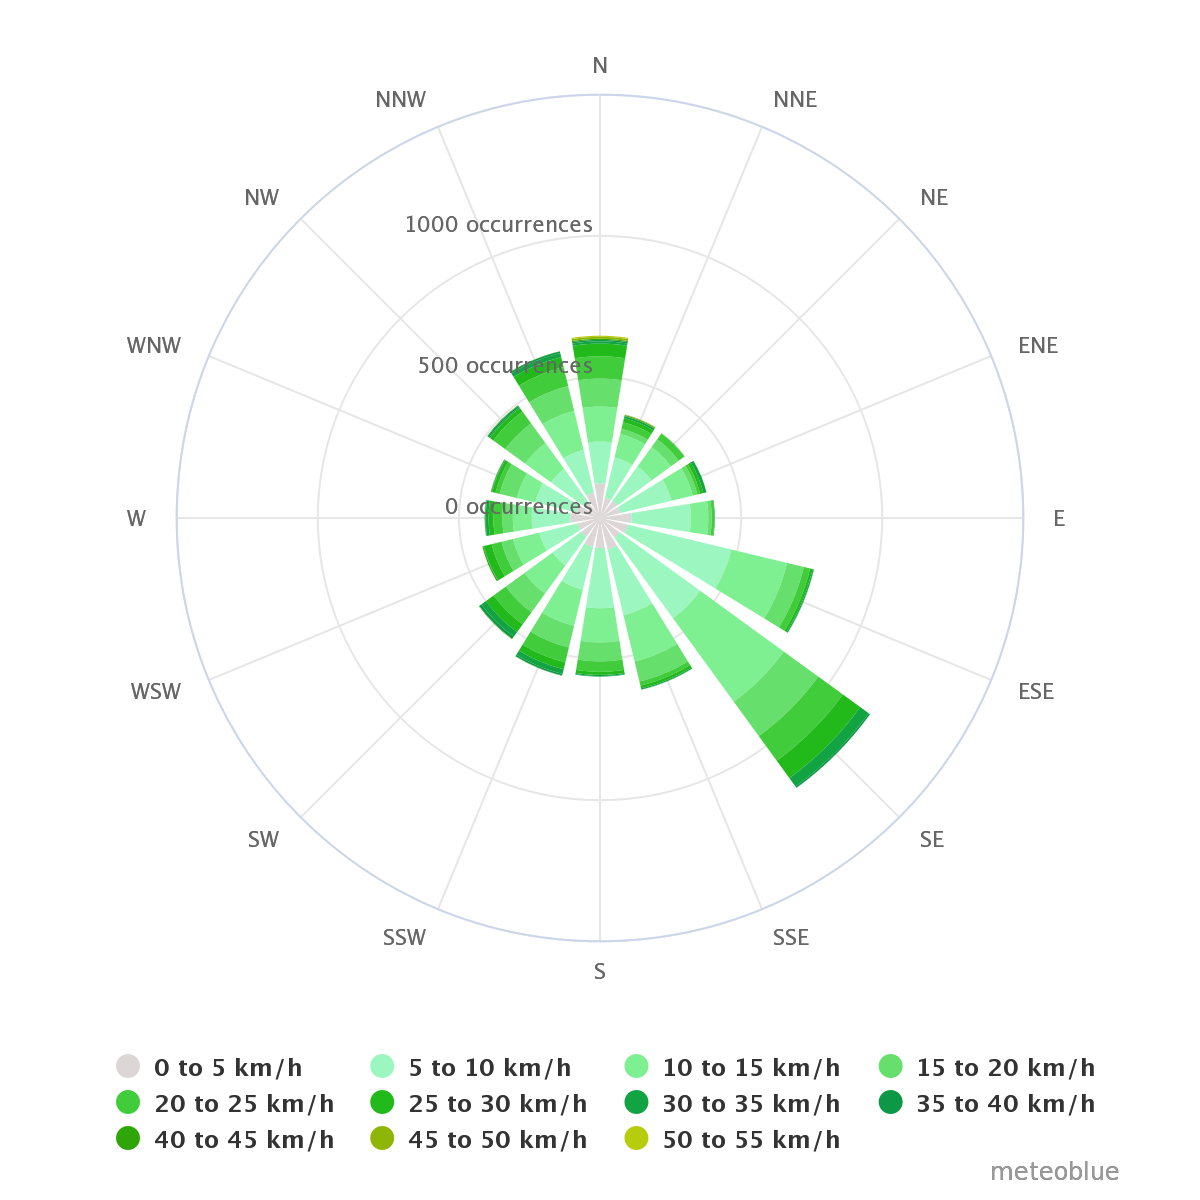 N
NNW
NNE
NW
NE
1000 occurrences
WNW
ENE
500 occurrences
0 occurrences
W
E
WSW
ESE
SW
SE
SSW
SSE
S
0 to 5 km/h
5 to 10 km/h
10 to 15 km/h
15 to 20 km/h
20 to 25 km/h
25 to 30 km/h
30 to 35 km/h
35 to 40 km/h
40 to 45 km/h
45 to 50 km/h
50 to 55 km/h
meteoblue